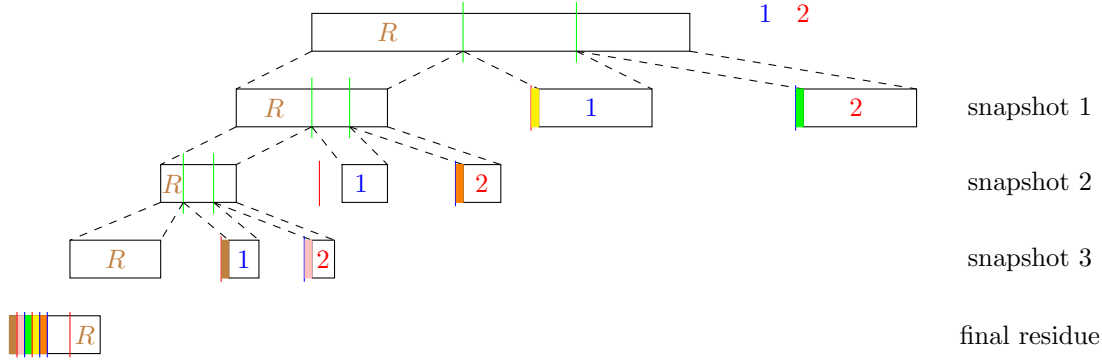 R 1 2
R 1 2 snapshot 1
R 1 2 snapshot 2
R 1 2 snapshot 3
R final residue